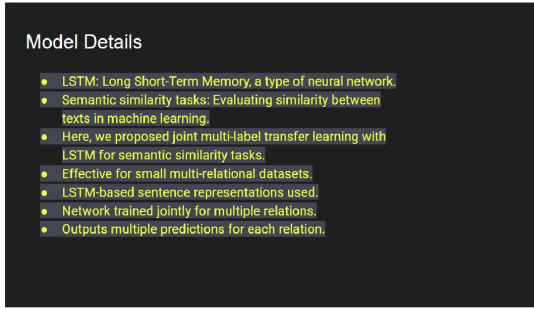 Model Details
● LSTM: Long Short-Term Memory, a type of neural network.
● Semantic similarity tasks: Evaluating similarity between
texts in machine learning.
● Here, we proposed joint multi-label transfer learning with
LSTM for semantic similarity tasks.
● Effective for small multi-relational datasets.
● LSTM-based sentence representations used.
● Network trained jointly for multiple relations.
● Outputs multiple predictions for each relation.